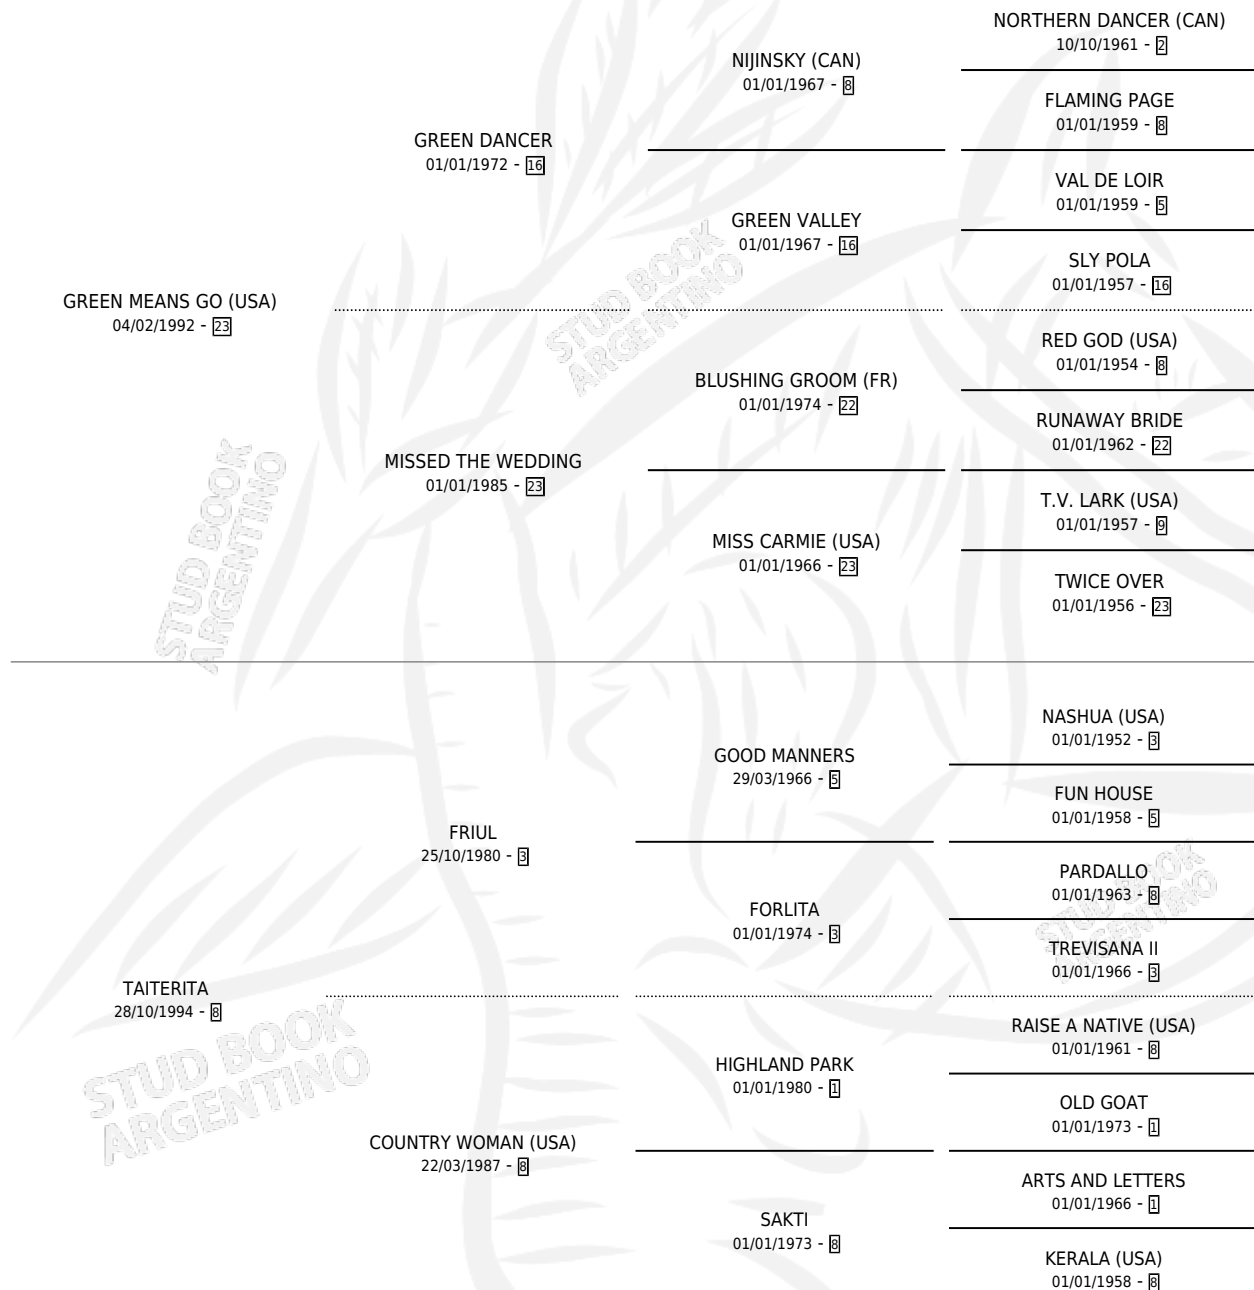 NORTHERN DANCER (CAN)
10/10/1961 - 2
NIJINSKY (CAN)
01/01/1967 - 8
FLAMING PAGE
01/01/1959 - 8
GREEN DANCER
01/01/1972 - 16
VAL DE LOIR
01/01/1959 - 5
GREEN VALLEY
01/01/1967 - 16
SLY POLA
01/01/1957 - 16
GREEN MEANS GO (USA)
04/02/1992 - 23
STUD BOOK
ARGENTINO
RED GOD (USA)
01/01/1954 - 8
BLUSHING GROOM (FR)
01/01/1974 - 22
RUNAWAY BRIDE
01/01/1962 - 22
MISSED THE WEDDING
01/01/1985 - 23
T.V. LARK (USA)
01/01/1957 - 9
MISS CARMIE (USA)
01/01/1966 - 23
TWICE OVER
01/01/1956 - 23
STUD BOOK
ARGENTINO
NASHUA (USA)
01/01/1952 - 3
GOOD MANNERS
29/03/1966 - 5
FUN HOUSE
01/01/1958 - 5
FRIUL
25/10/1980 - 3
PARDALLO
01/01/1963 - 8
FORLITA
01/01/1974 - 3
STUD BOOK
ARGENTINO
TREVISANA II
01/01/1966 - 3
TAITERITA
28/10/1994 - 8
RAISE A NATIVE (USA)
01/01/1961 - 8
HIGHLAND PARK
01/01/1980 - 1
OLD GOAT
01/01/1973 - 1
STUD BOOK
ARGENTINO
COUNTRY WOMAN (USA)
22/03/1987 - 8
ARTS AND LETTERS
01/01/1966 - 1
SAKTI
01/01/1973 - 8
KERALA (USA)
01/01/1958 - 8